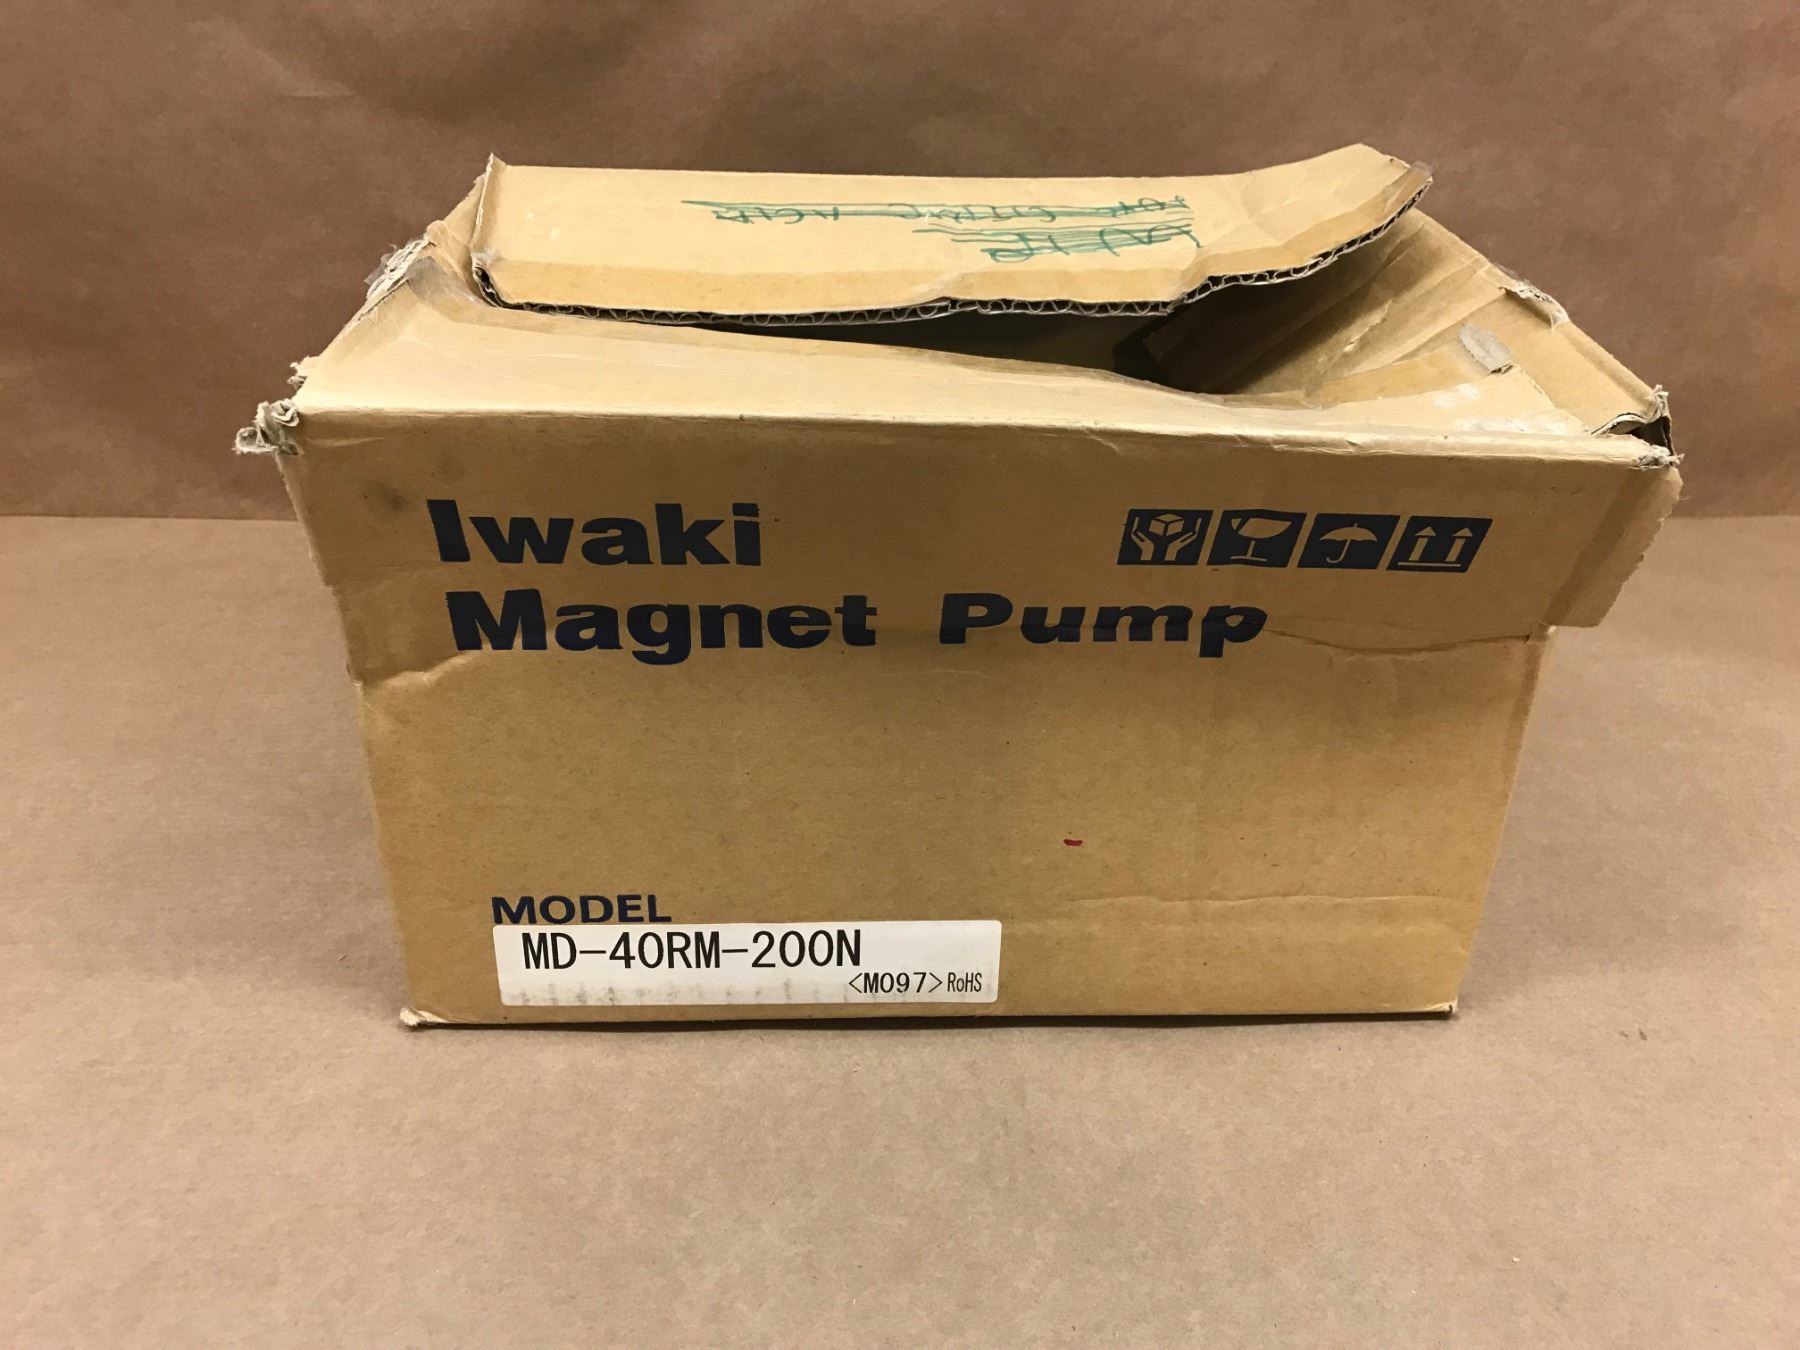 Iwaki
Magnet Pump
MODEL
MD-40RM-200N
<M097>RoHS